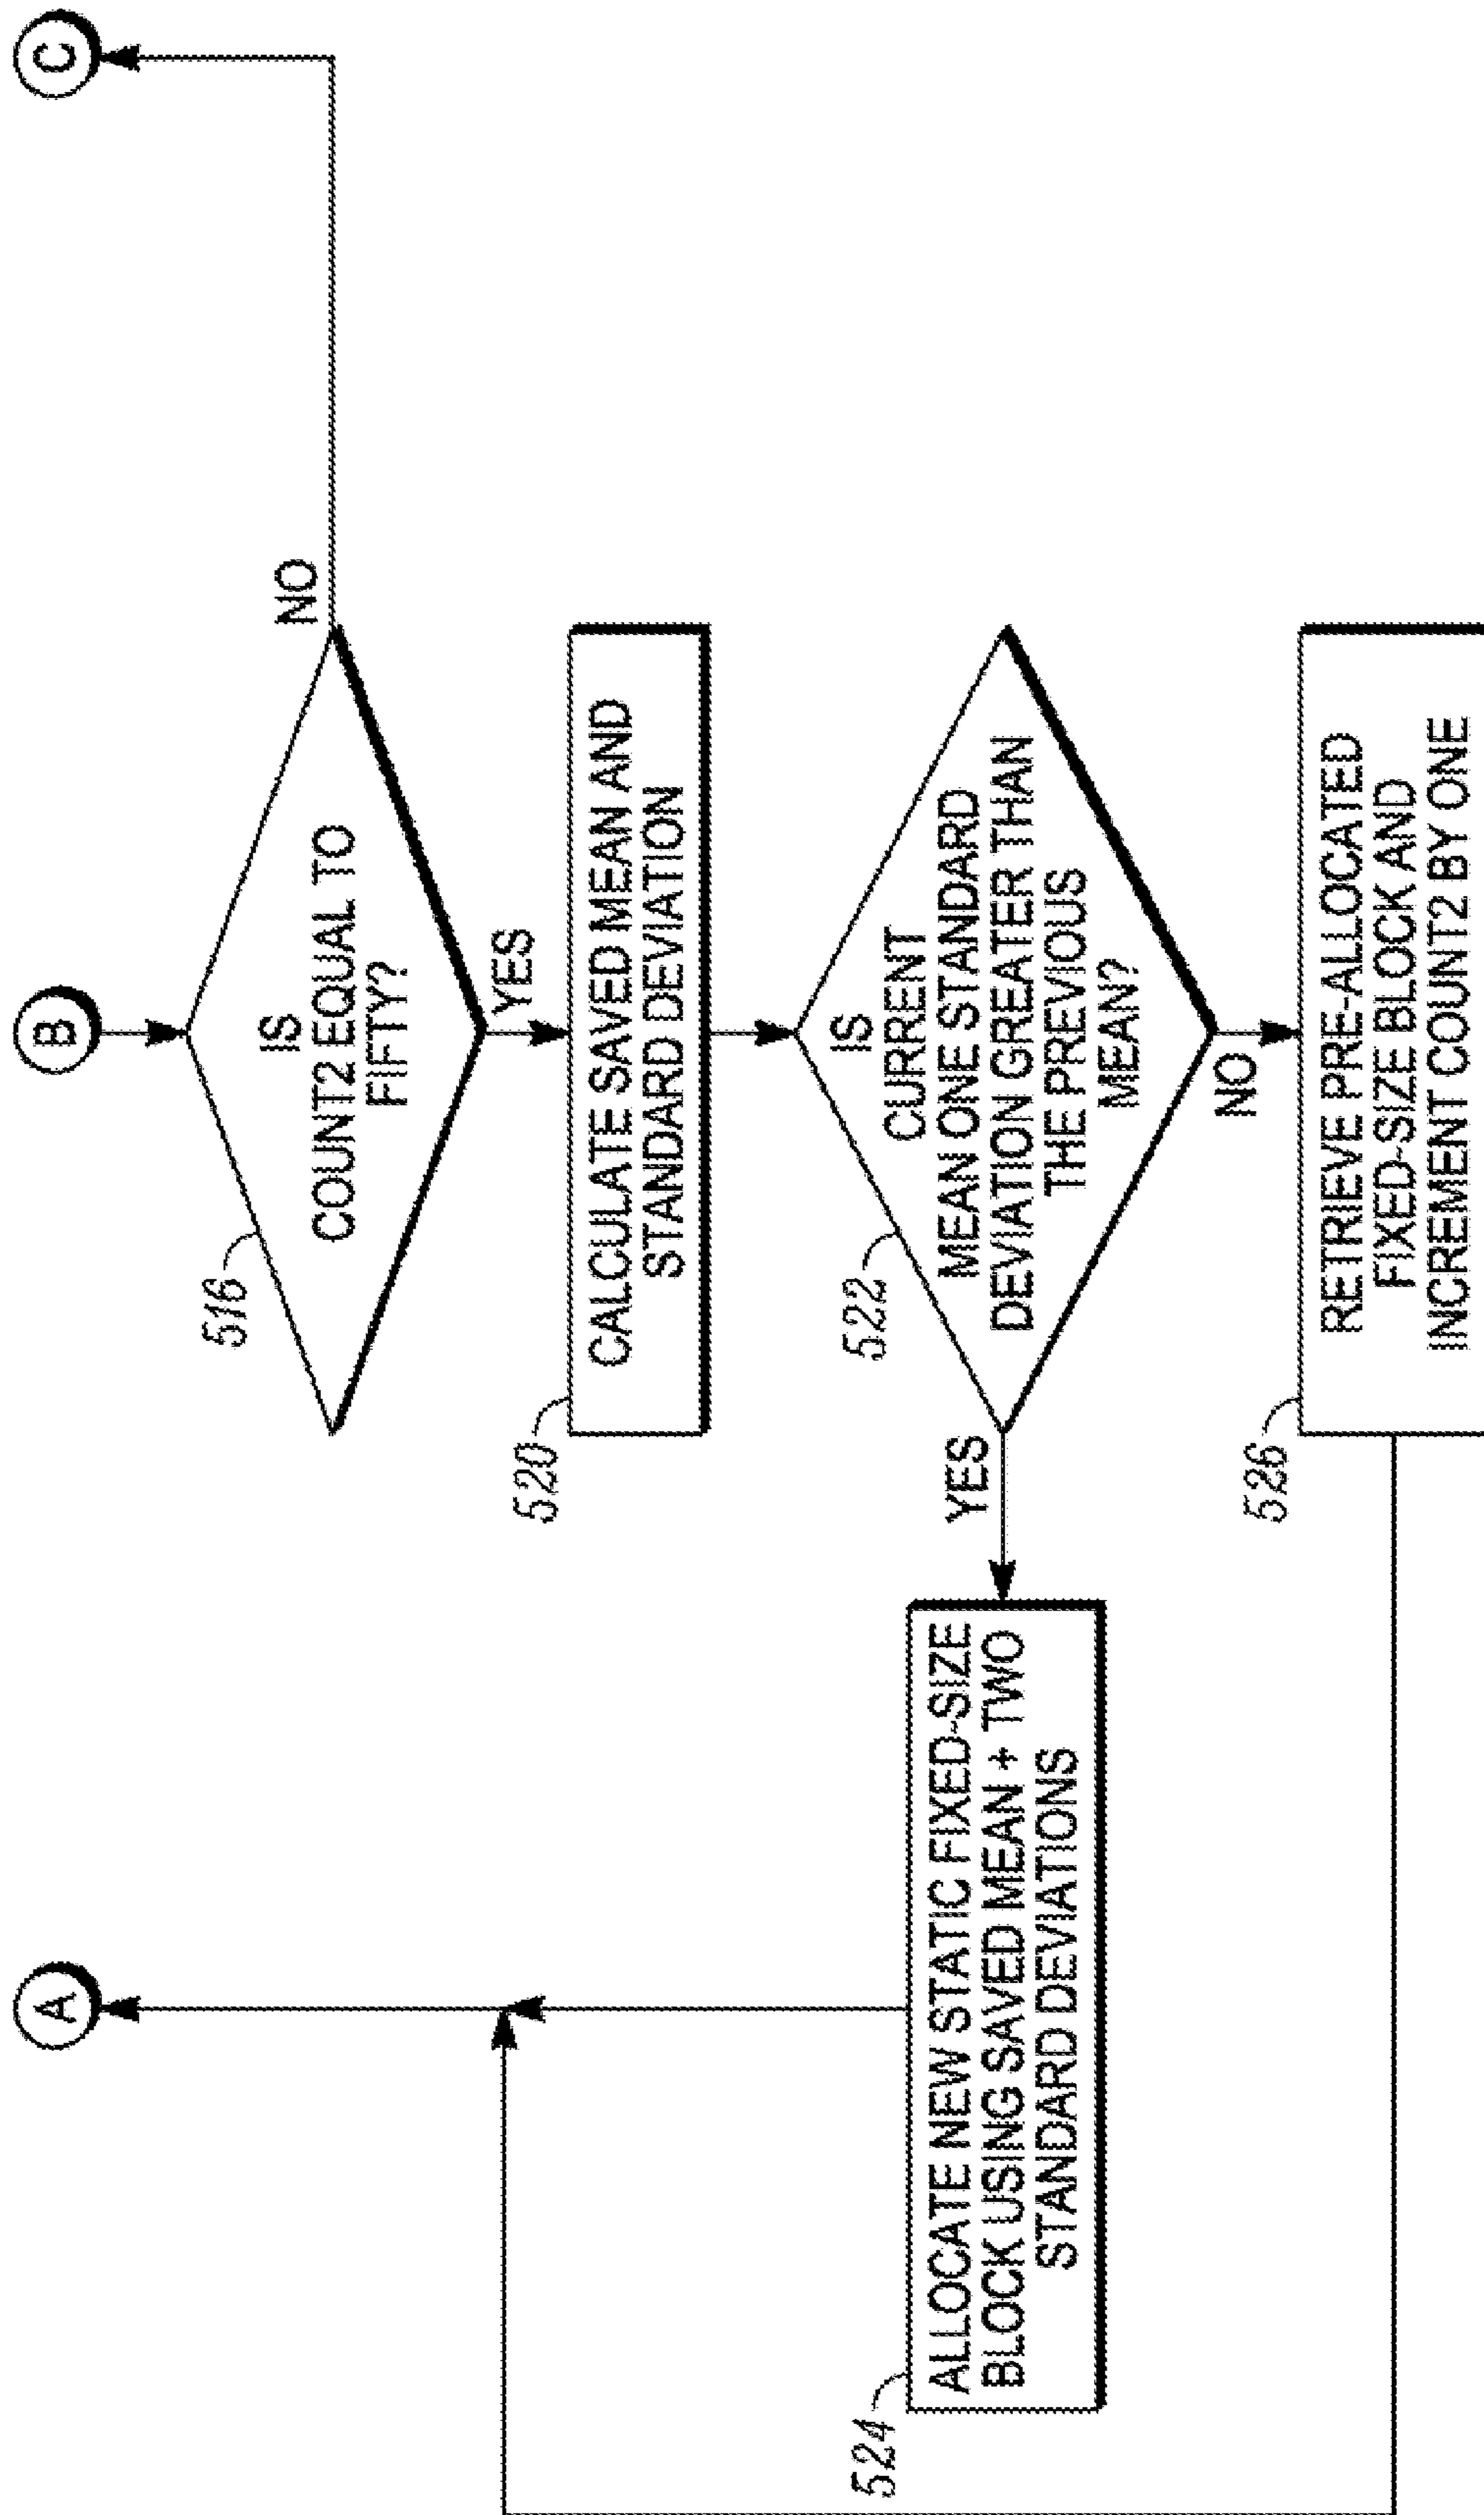 A
B
C
516
IS
COUNT2 EQUAL TO
FIFTY?
NO
YES
520
CALCULATE SAVED MEAN AND
STANDARD DEVIATION
522
IS
CURRENT
MEAN ONE STANDARD
DEVIATION GREATER THAN
THE PREVIOUS
MEAN?
YES
NO
524
ALLOCATE NEW STATIC FIXED-SIZE
BLOCK USING SAVED MEAN + TWO
STANDARD DEVIATIONS
526
RETRIEVE PRE-ALLOCATED
FIXED-SIZE BLOCK AND
INCREMENT COUNT2 BY ONE